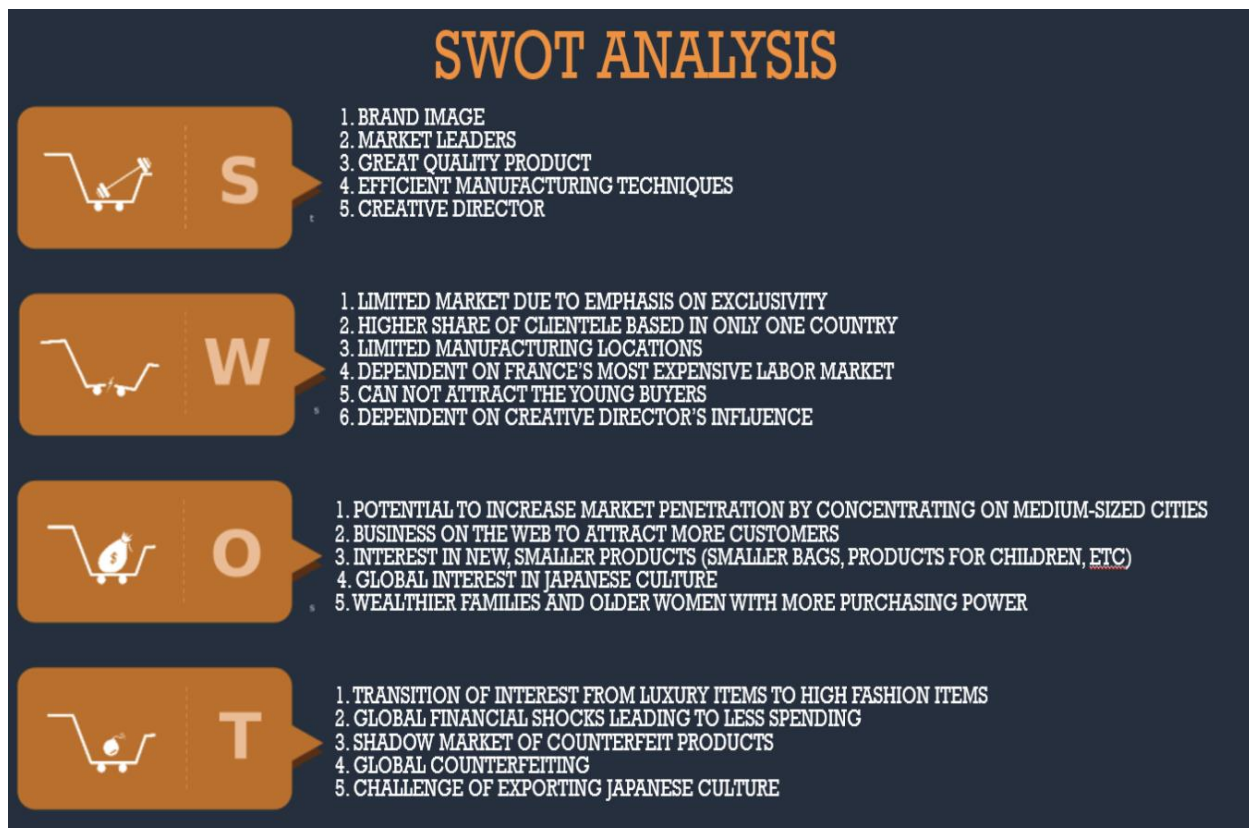 SWOT ANALYSIS
S
1. BRAND IMAGE
2. MARKET LEADERS
3. GREAT QUALITY PRODUCT
4. EFFICIENT MANUFACTURING TECHNIQUES
5. CREATIVE DIRECTOR
t
W
1. LIMITED MARKET DUE TO EMPHASIS ON EXCLUSIVITY
2. HIGHER SHARE OF CLIENTELE BASED IN ONLY ONE COUNTRY
3. LIMITED MANUFACTURING LOCATIONS
4. DEPENDENT ON FRANCE'S MOST EXPENSIVE LABOR MARKET
5. CAN NOT ATTRACT THE YOUNG BUYERS
6. DEPENDENT ON CREATIVE DIRECTOR'S INFLUENCE
s
O
1. POTENTIAL TO INCREASE MARKET PENETRATION BY CONCENTRATING ON MEDIUM-SIZED CITIES
2. BUSINESS ON THE WEB TO ATTRACT MORE CUSTOMERS
3. INTEREST IN NEW, SMALLER PRODUCTS (SMALLER BAGS, PRODUCTS FOR CHILDREN, ETC)
4. GLOBAL INTEREST IN JAPANESE CULTURE
5. WEALTHIER FAMILIES AND OLDER WOMEN WITH MORE PURCHASING POWER
s
$
T
1. TRANSITION OF INTEREST FROM LUXURY ITEMS TO HIGH FASHION ITEMS
2. GLOBAL FINANCIAL SHOCKS LEADING TO LESS SPENDING
3. SHADOW MARKET OF COUNTERFEIT PRODUCTS
4. GLOBAL COUNTERFEITING
5. CHALLENGE OF EXPORTING JAPANESE CULTURE